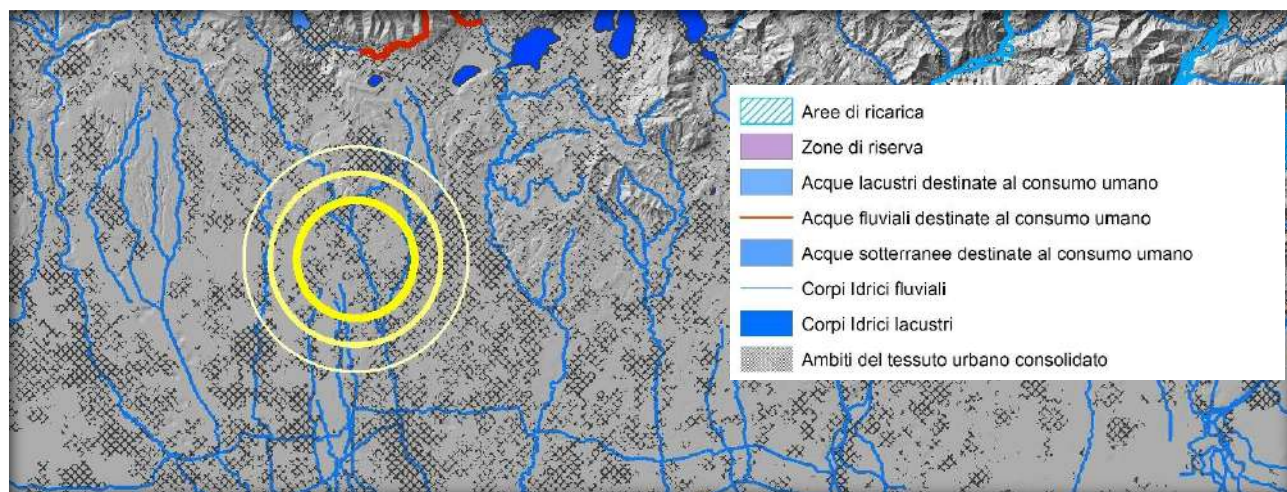 Aree di ricarica
Zone di riserva
Acque lacustri destinate al consumo umano
Acque fluviali destinate al consumo umano
Acque sotterranee destinate al consumo umano
Corpi Idrici fluviali
Corpi Idrici lacustri
Ambiti del tessuto urbano consolidato